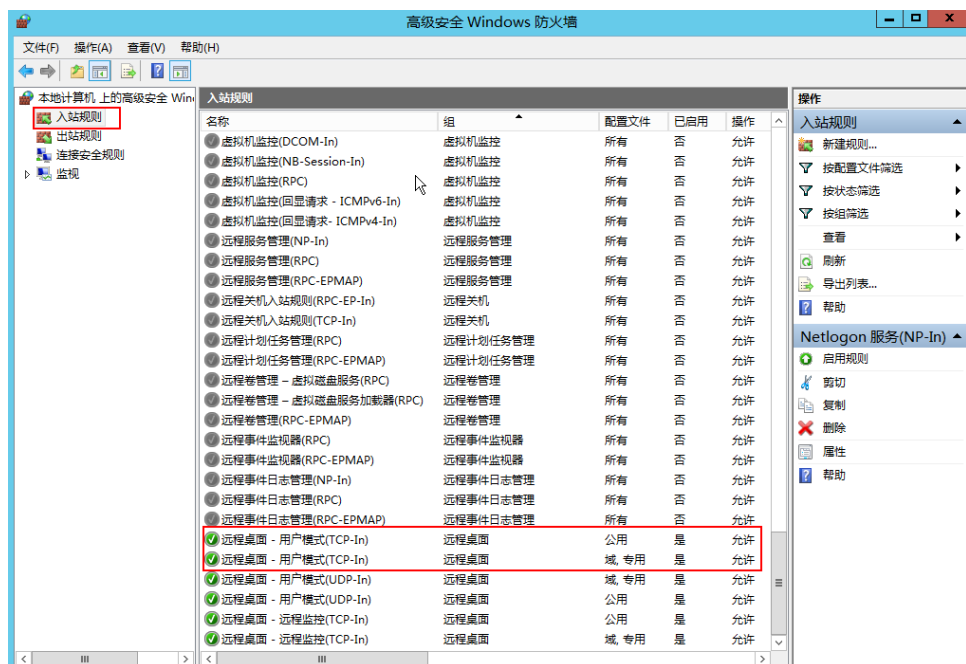 高级安全 Windows 防火墙
文件(F) 操作(A) 查看(V) 帮助(H)
本地计算机 上的高级安全 Win
入站规则
出站规则
连接安全规则
监视
入站规则
名称 组 配置文件 已启用 操作
虚拟机监控(DCOM-In) 虚拟机监控 所有 否 允许
虚拟机监控(NB-Session-In) 虚拟机监控 所有 否 允许
虚拟机监控(RPC) 虚拟机监控 所有 否 允许
虚拟机监控(回显请求 - ICMPv6-In) 虚拟机监控 所有 否 允许
虚拟机监控(回显请求- ICMPv4-In) 虚拟机监控 所有 否 允许
远程服务管理(NP-In) 远程服务管理 所有 否 允许
远程服务管理(RPC) 远程服务管理 所有 否 允许
远程服务管理(RPC-EPMAP) 远程服务管理 所有 否 允许
远程关机入站规则(RPC-EP-In) 远程关机 所有 否 允许
远程关机入站规则(TCP-In) 远程关机 所有 否 允许
远程计划任务管理(RPC) 远程计划任务管理 所有 否 允许
远程计划任务管理(RPC-EPMAP) 远程计划任务管理 所有 否 允许
远程卷管理 – 虚拟磁盘服务(RPC) 远程卷管理 所有 否 允许
远程卷管理 – 虚拟磁盘服务加载器(RPC) 远程卷管理 所有 否 允许
远程卷管理(RPC-EPMAP) 远程卷管理 所有 否 允许
远程事件监视器(RPC) 远程事件监视器 所有 否 允许
远程事件监视器(RPC-EPMAP) 远程事件监视器 所有 否 允许
远程事件日志管理(NP-In) 远程事件日志管理 所有 否 允许
远程事件日志管理(RPC) 远程事件日志管理 所有 否 允许
远程事件日志管理(RPC-EPMAP) 远程事件日志管理 所有 否 允许
远程桌面 - 用户模式(TCP-In) 远程桌面 公用 是 允许
远程桌面 - 用户模式(TCP-In) 远程桌面 域, 专用 是 允许
远程桌面 - 用户模式(UDP-In) 远程桌面 域, 专用 是 允许
远程桌面 - 用户模式(UDP-In) 远程桌面 公用 是 允许
远程桌面 - 远程监控(TCP-In) 远程桌面 公用 是 允许
远程桌面 - 远程监控(TCP-In) 远程桌面 域, 专用 是 允许
操作
入站规则
新建规则...
按配置文件筛选
按状态筛选
按组筛选
查看
刷新
导出列表...
帮助
Netlogon 服务(NP-In)
启用规则
剪切
复制
删除
属性
帮助